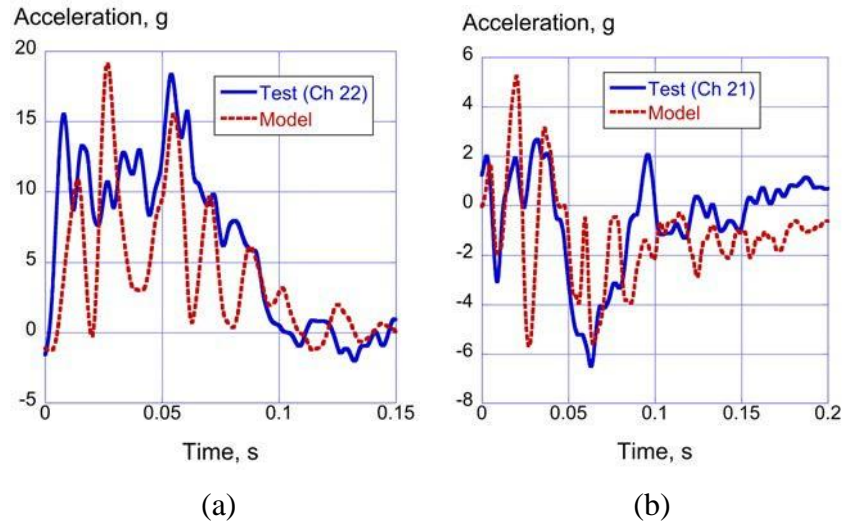 Acceleration, g
20
15
10
5
0
-5
0
0.05
0.1
0.15
Test (Ch 22)
Model
Time, s
(a)
Acceleration, g
6
4
2
0
-2
-4
-6
-8
0
0.05
0.1
0.15
0.2
Test (Ch 21)
Model
Time, s
(b)